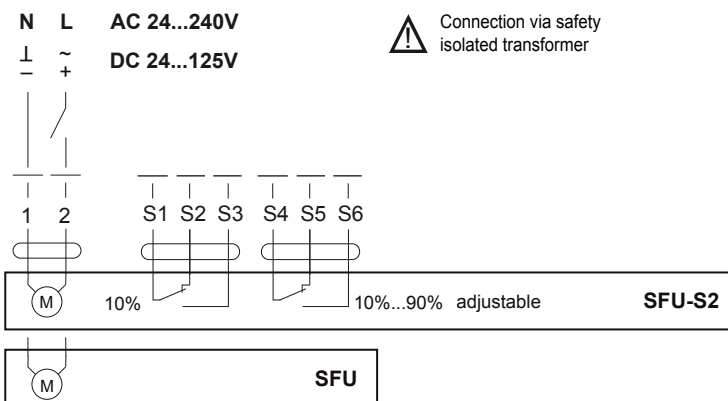 N L AC 24...240V
⊥ ~ DC 24...125V
– +
Connection via safety
isolated transformer
1 2 S1 S2 S3 S4 S5 S6
M 10% 10%...90% adjustable SFU-S2
M SFU